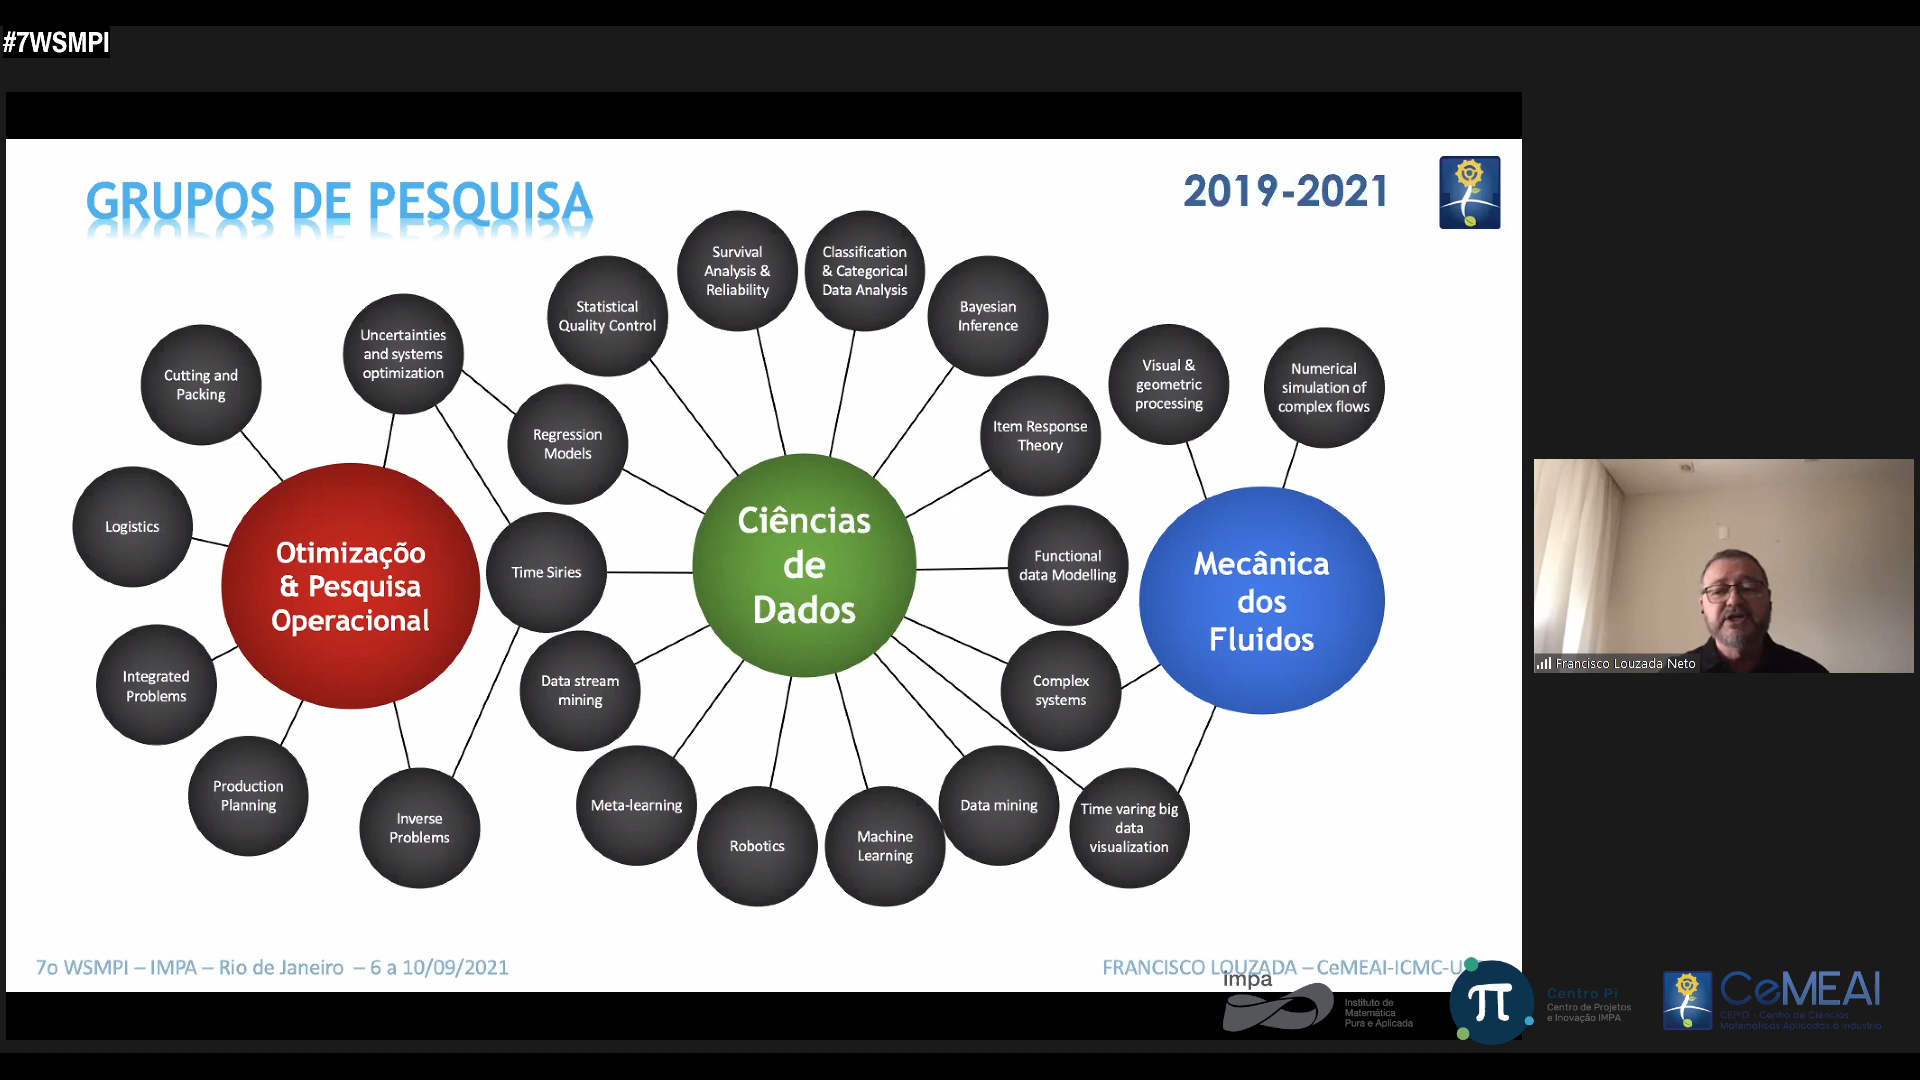 #7WSMPI
GRUPOS DE PESQUISA
2019-2021
Survival
Analysis &
Reliability
Classification
& Categorical
Data Analysis
Statistical
Quality Control
Bayesian
Inference
Uncertainties
and systems
optimization
Cutting and
Packing
Visual &
geometric
processing
Numerical
simulation of
complex flows
Regression
Models
Item Response
Theory
Logistics
Otimizaçõo
& Pesquisa
Operacional
Time Siries
Ciências
de
Dados
Functional
data Modelling
Mecânica
dos
Fluidos
Integrated
Problems
Data stream
mining
Complex
systems
Production
Planning
Inverse
Problems
Meta-learning
Robotics
Machine
Learning
Data mining
Time varing big
data
visualization
Francisco Louzada Neto
7o WSMPI – IMPA – Rio de Janeiro – 6 a 10/09/2021
FRANCISCO LOUZADA – CeMEAI-ICMC-U
impa
Instituto de
Matemática
Pura e Aplicada
π
Centro Pi
Centro de Projetos
e Inovação IMPA
CeMEAI
CEPID - Centro de Ciências
Matemáticas Aplicadas à Indústria